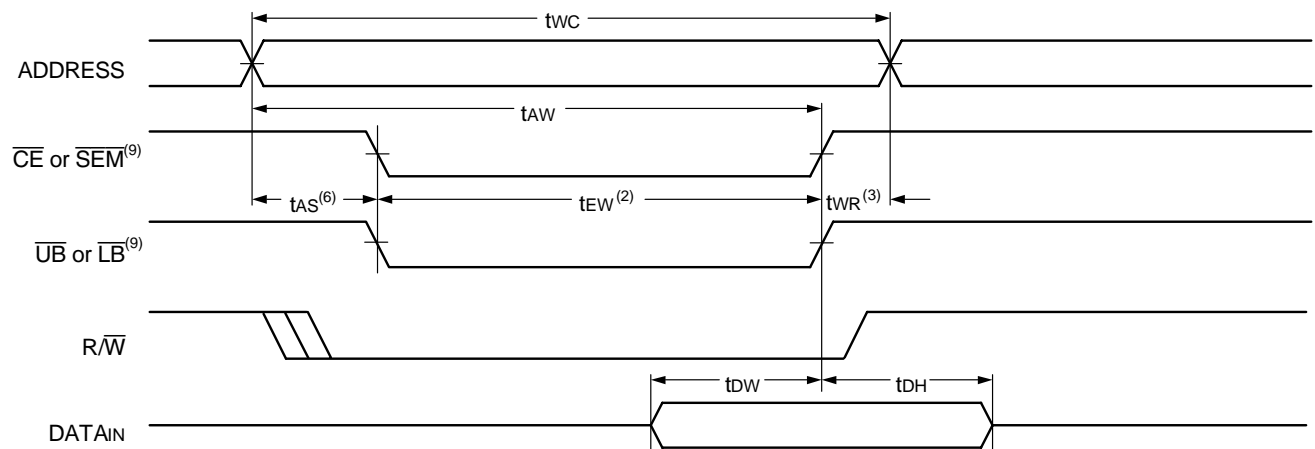 tWC
ADDRESS
tAW
CE or SEM(9)
tAS(6) tEW(2) tWR(3)
UB or LB(9)
R/W
tDW tDH
DATAIN